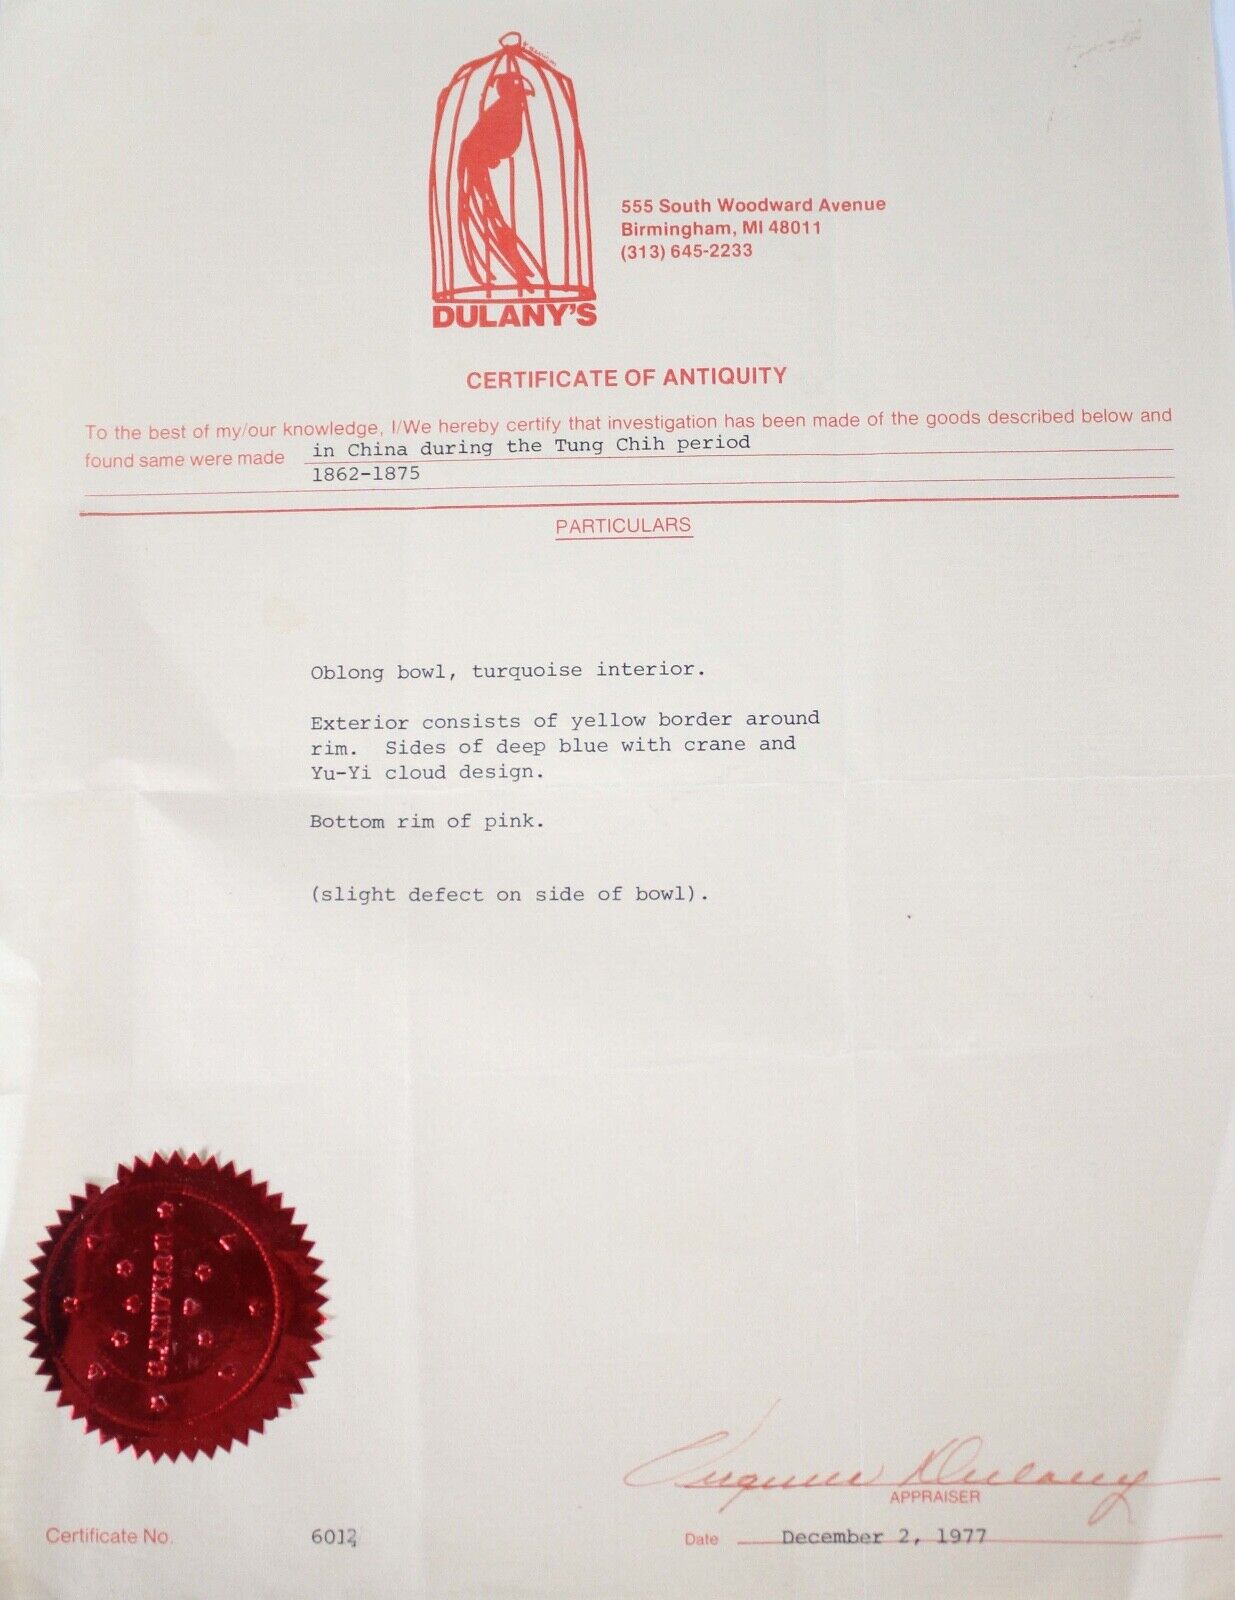 555 South Woodward Avenue
Birmingham, MI 48011
(313) 645-2233
DULANY'S
CERTIFICATE OF ANTIQUITY
To the best of my/our knowledge, I/We hereby certify that investigation has been made of the goods described below and
found same were made in China during the Tung Chih period
1862-1875
PARTICULARS
Oblong bowl, turquoise interior.
Exterior consists of yellow border around
rim. Sides of deep blue with crane and
Yu-Yi cloud design.
Bottom rim of pink.
(slight defect on side of bowl).
DULANY'S
Dulany
APPRAISER
Certificate No.
Date December 2, 1977